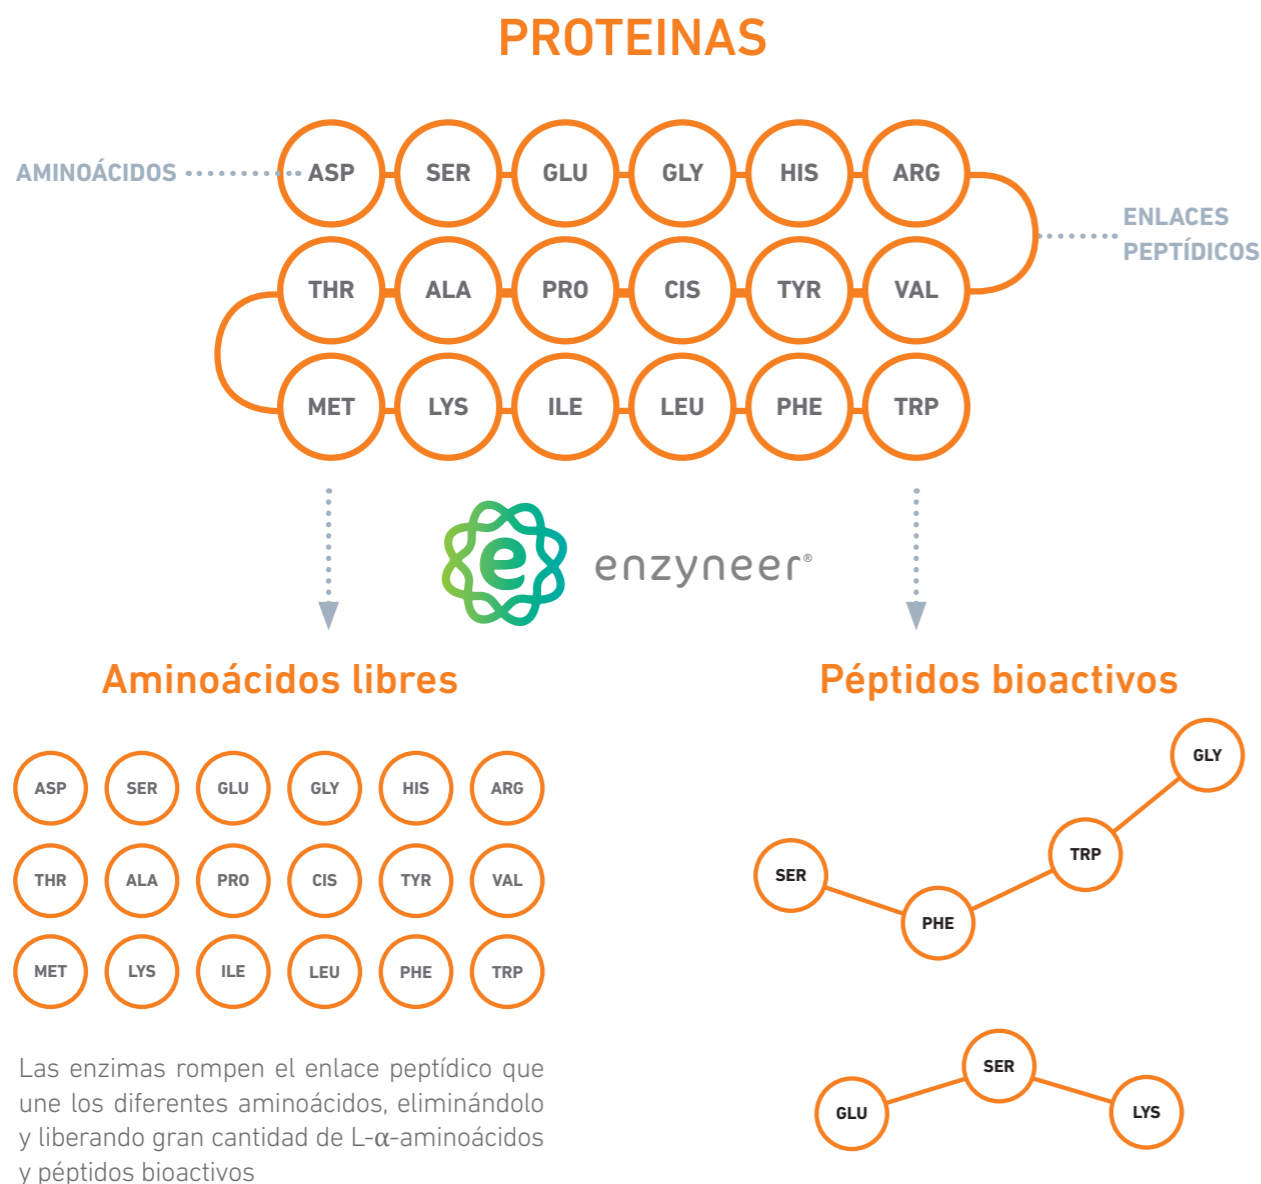 PROTEINAS
AMINOÁCIDOS
ASP SER GLU GLY HIS ARG
ENLACES
PEPTÍDICOS
THR ALA PRO CIS TYR VAL
MET LYS ILE LEU PHE TRP
e enzyneer®
Aminoácidos libres
ASP SER GLU GLY HIS ARG
THR ALA PRO CIS TYR VAL
MET LYS ILE LEU PHE TRP
Las enzimas rompen el enlace peptídico que
une los diferentes aminoácidos, eliminándolo
y liberando gran cantidad de L-α-aminoácidos
y péptidos bioactivos
Péptidos bioactivos
GLY
TRP
SER
PHE
SER
GLU LYS